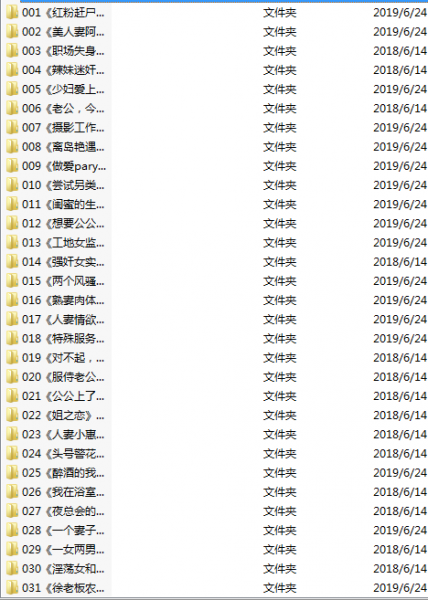 001《红粉赶尸... 文件夹 2019/6/24
002《美人妻阿... 文件夹 2019/6/24
003《职场失身... 文件夹 2018/6/14
004《辣妹迷奸... 文件夹 2018/6/14
005《少妇爱上... 文件夹 2019/6/24
006《老公，今... 文件夹 2018/6/14
007《摄影工作... 文件夹 2019/6/24
008《离岛艳遇... 文件夹 2019/6/24
009《做爱pary... 文件夹 2019/6/24
010《尝试另类... 文件夹 2019/6/24
011《闺蜜的生... 文件夹 2019/6/24
012《想要公公... 文件夹 2019/6/24
013《工地女监... 文件夹 2019/6/24
014《强奸女实... 文件夹 2018/6/14
015《两个风骚... 文件夹 2019/6/24
016《熟妻肉体... 文件夹 2019/6/24
017《人妻情欲... 文件夹 2019/6/24
018《特殊服务... 文件夹 2019/6/24
019《对不起，... 文件夹 2018/6/14
020《服侍老公... 文件夹 2018/6/14
021《公公上了... 文件夹 2018/6/14
022《姐之恋》... 文件夹 2018/6/14
023《人妻小惠... 文件夹 2018/6/14
024《头号警花... 文件夹 2018/6/14
025《醉酒的我... 文件夹 2019/6/24
026《我在浴室... 文件夹 2018/6/14
027《夜总会的... 文件夹 2018/6/14
028《一个妻子... 文件夹 2019/6/24
029《一女两男... 文件夹 2018/6/14
030《淫荡女和... 文件夹 2018/6/14
031《徐老板农... 文件夹 2019/6/24